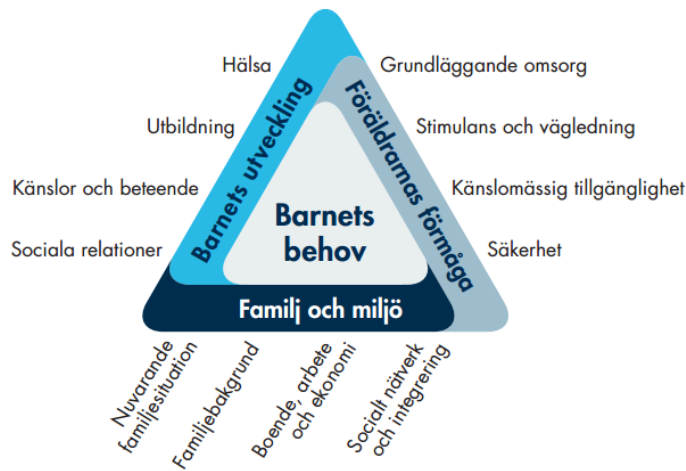 Hälsa
Utbildning
Känslor och beteende
Sociala relationer
Barnets utveckling
Grundläggande omsorg
Stimulans och vägledning
Känslomässig tillgänglighet
Säkerhet
Föräldrarnas förmåga
Barnets
behov
Familj och miljö
Nuvarande
familjesituation
Familjebakgrund
Boende, arbete
och ekonomi
Socialt nätverk
och integrering